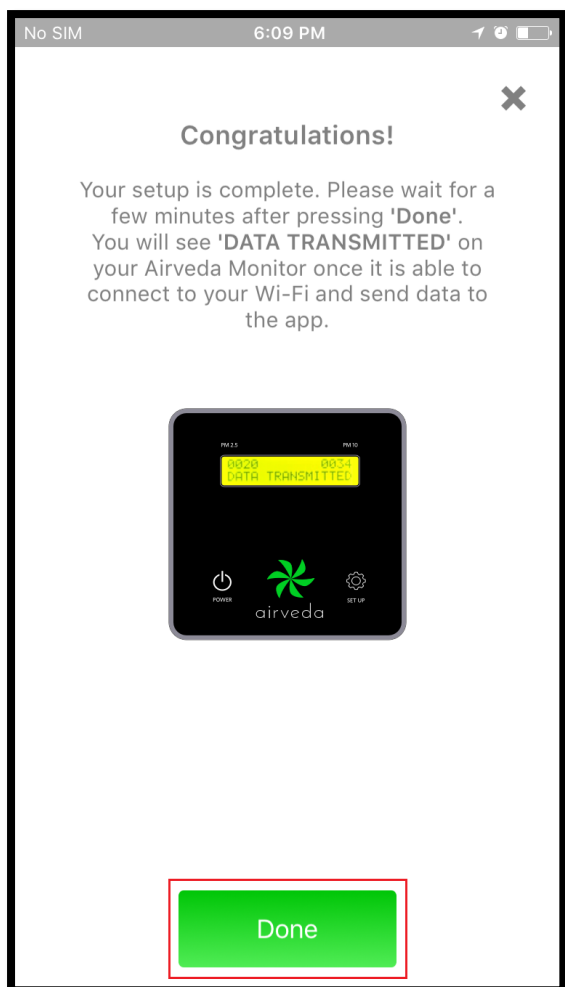 No SIM 6:09 PM
Congratulations!
Your setup is complete. Please wait for a
few minutes after pressing 'Done'.
You will see 'DATA TRANSMITTED' on
your Airveda Monitor once it is able to
connect to your Wi-Fi and send data to
the app.
PM 2.5 PM 10
0020 0034
DATA TRANSMITTED
POWER SET UP
airveda
Done